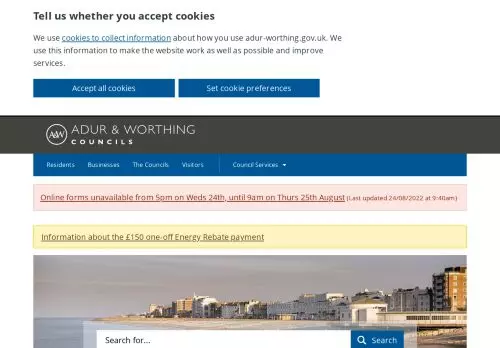 Tell us whether you accept cookies
We use cookies to collect information about how you use adur-worthing.gov.uk. We
use this information to make the website work as well as possible and improve
services.
Accept all cookies
Set cookie preferences
A&W ADUR & WORTHING
COUNCILS
Residents Businesses The Councils Visitors Council Services
Online forms unavailable from 5pm on Weds 24th, until 9am on Thurs 25th August (Last updated 24/08/2022 at 9:40am)
Information about the £150 one-off Energy Rebate payment
Search for... Search